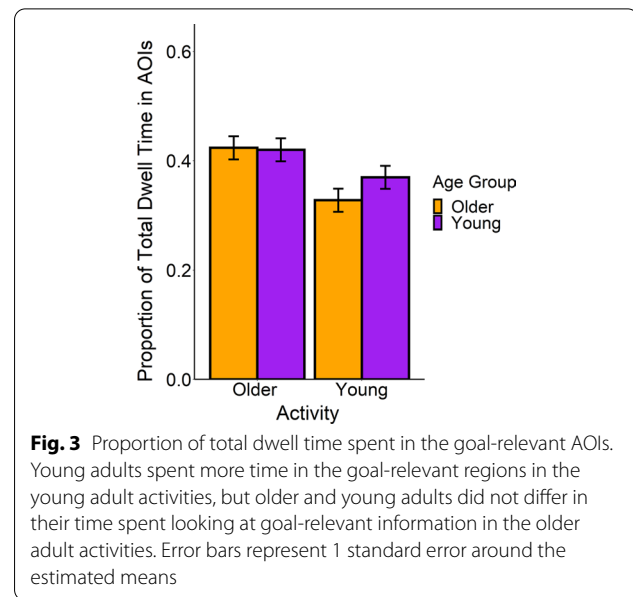 Proportion of Total Dwell Time in AOIs
0.6
0.4
0.2
0.0
Older
Young
Activity
Age Group
Older
Young
Fig. 3 Proportion of total dwell time spent in the goal-relevant AOIs.
Young adults spent more time in the goal-relevant regions in the
young adult activities, but older and young adults did not differ in
their time spent looking at goal-relevant information in the older
adult activities. Error bars represent 1 standard error around the
estimated means